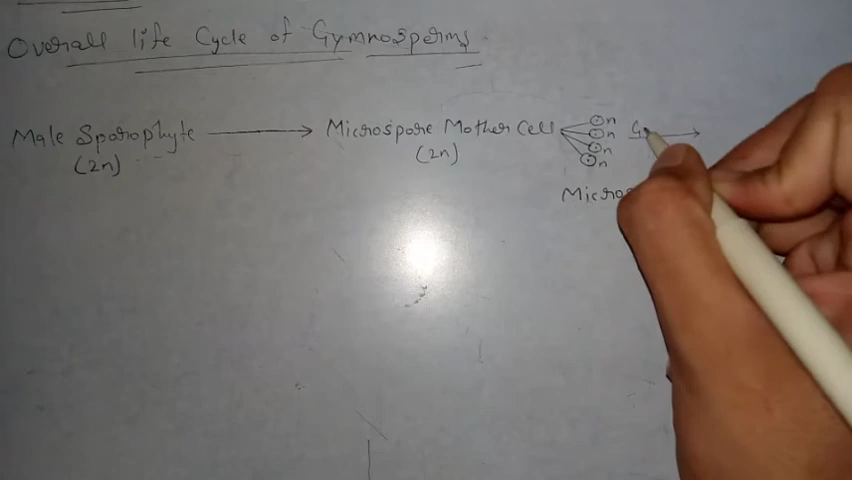 Overall life Cycle of Gymnosperms
Male Sporophyte → Microspore Mother Cell
n
n
n
n
(2n) (2n)